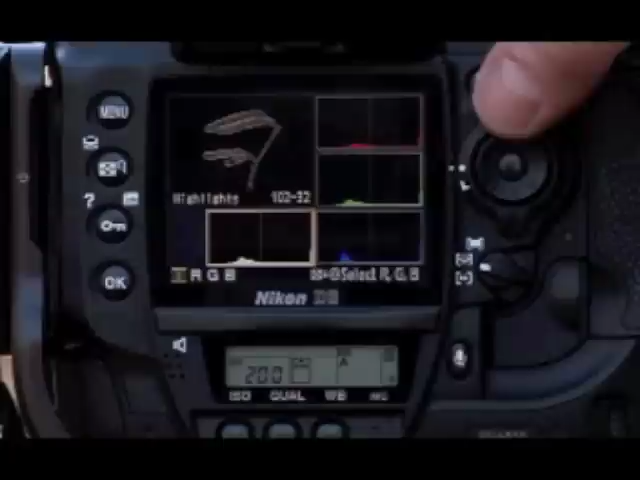 MENU
?
Highlights 102-32
OK
R G B Select R, G, B
Nikon
200
A
ISO QUAL WB